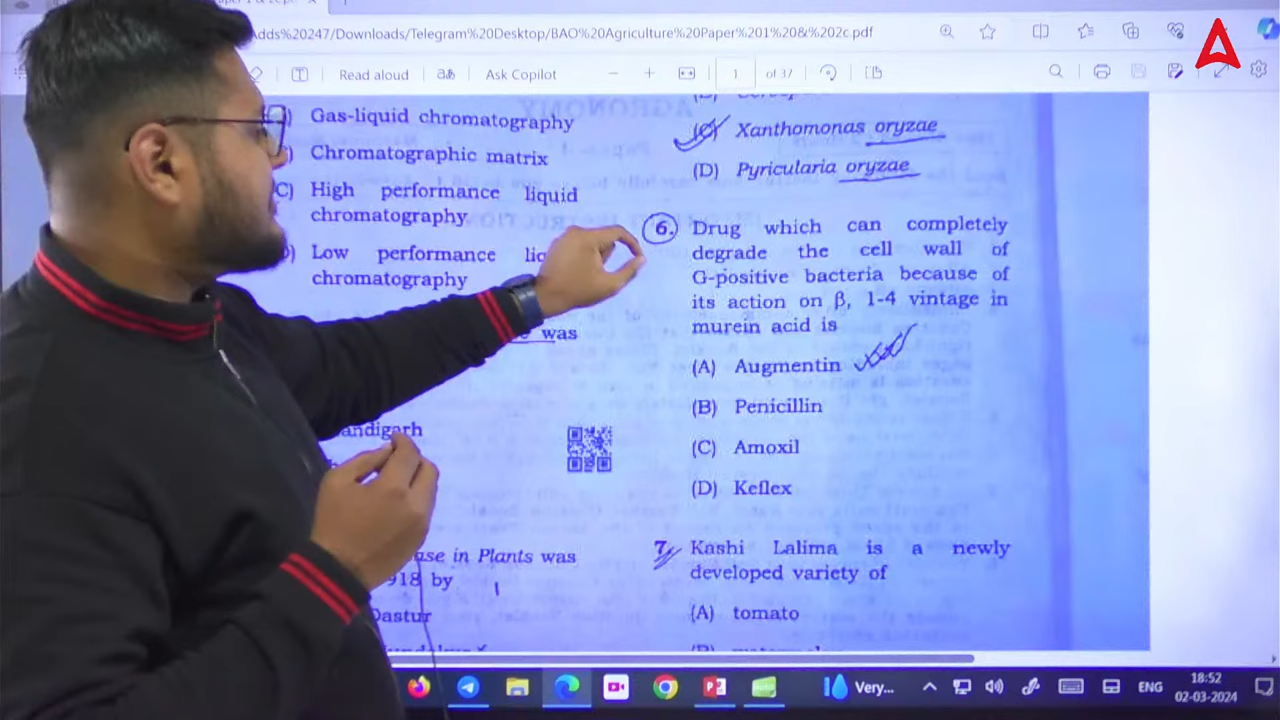 Adds%20247/Downloads/Telegram%20Desktop/BAO%20Agriculture%20Paper%201%20&%202c.pdf
Read aloud
Ask Copilot
1
of 37
Gas-liquid chromatography
Chromatographic matrix
C) High performance liquid
chromatography
Low performance
chromatography
was
in Plants was
by
(C) Xanthomonas oryzae
(D) Pyricularia oryzae
6. Drug which can completely
degrade the cell wall of
G-positive bacteria because of
its action on β, 1-4 vintage in
murein acid is
(A) Augmentin
(B) Penicillin
(C) Amoxil
(D) Keflex
7. Kashi Lalima is a newly
developed variety of
(A) tomato
Very...
ENG
18:52
02-03-2024